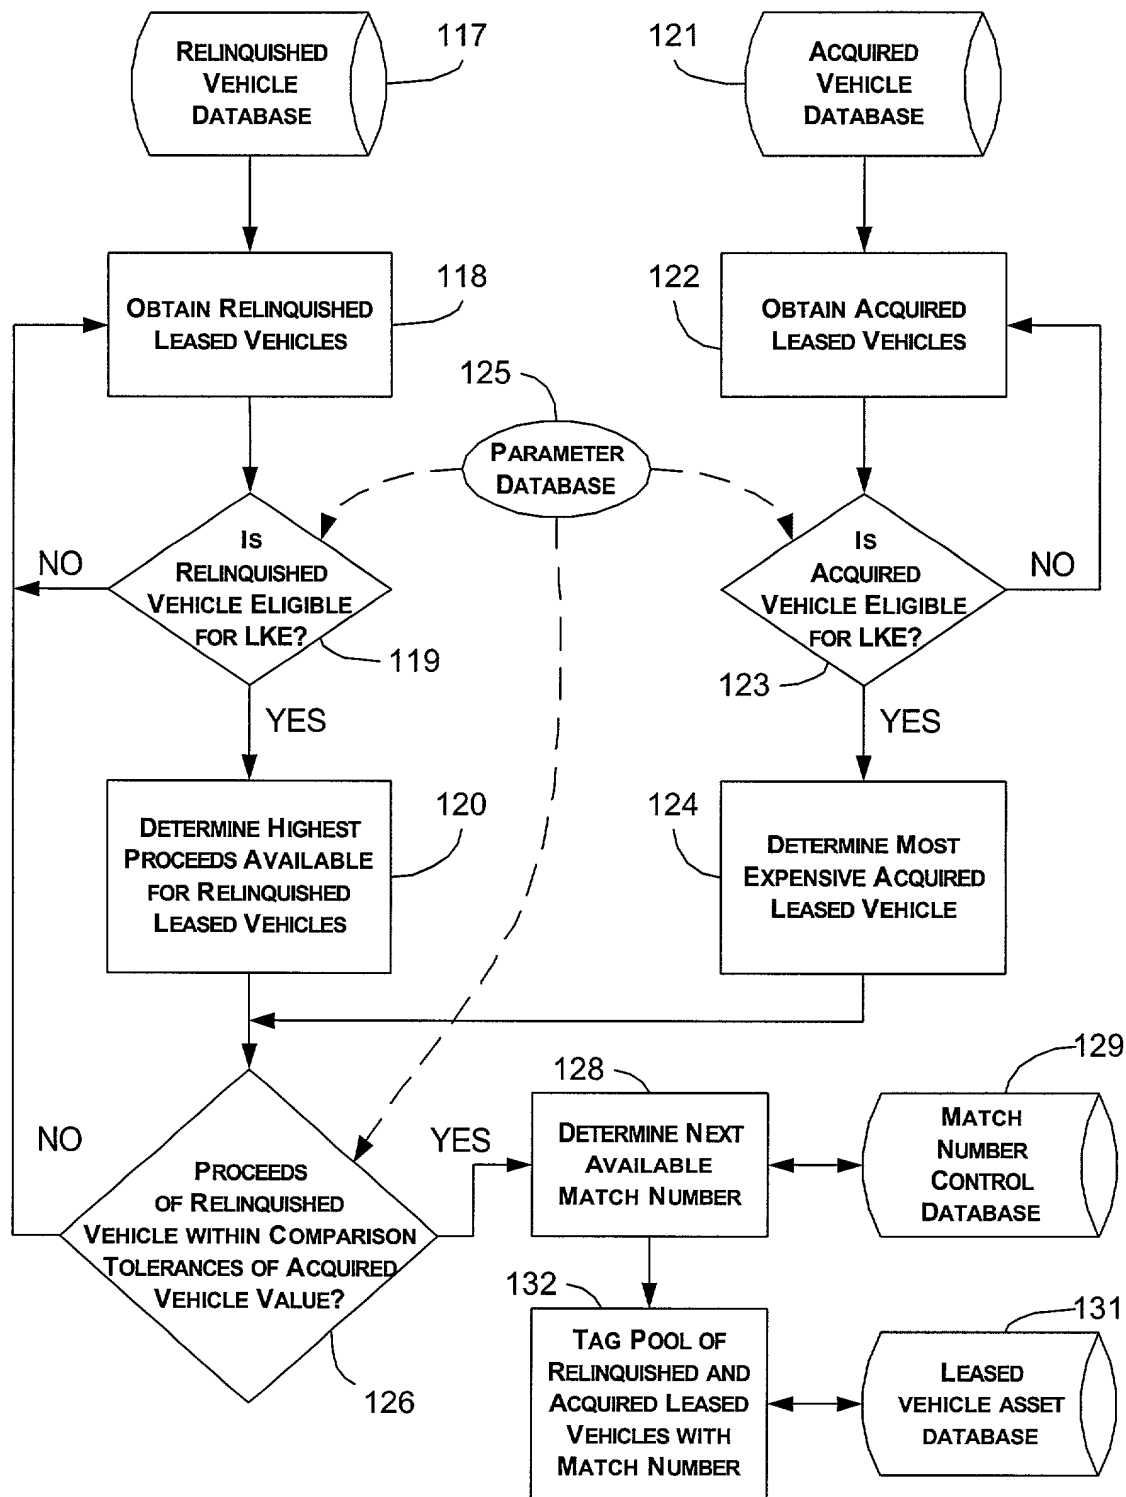 RELINQUISHED
VEHICLE
DATABASE
117
121
ACQUIRED
VEHICLE
DATABASE
OBTAIN RELINQUISHED
LEASED VEHICLES
118
122
OBTAIN ACQUIRED
LEASED VEHICLES
125
PARAMETER
DATABASE
NO
IS
RELINQUISHED
VEHICLE ELIGIBLE
FOR LKE?
119
IS
ACQUIRED
VEHICLE ELIGIBLE
FOR LKE?
NO
123
YES
YES
DETERMINE HIGHEST
PROCEEDS AVAILABLE
FOR RELINQUISHED
LEASED VEHICLES
120
124
DETERMINE MOST
EXPENSIVE ACQUIRED
LEASED VEHICLE
NO
PROCEEDS
OF RELINQUISHED
VEHICLE WITHIN COMPARISON
TOLERANCES OF ACQUIRED
VEHICLE VALUE?
126
YES
128
DETERMINE NEXT
AVAILABLE
MATCH NUMBER
129
MATCH
NUMBER
CONTROL
DATABASE
132
TAG POOL OF
RELINQUISHED AND
ACQUIRED LEASED
VEHICLES WITH
MATCH NUMBER
131
LEASED
VEHICLE ASSET
DATABASE